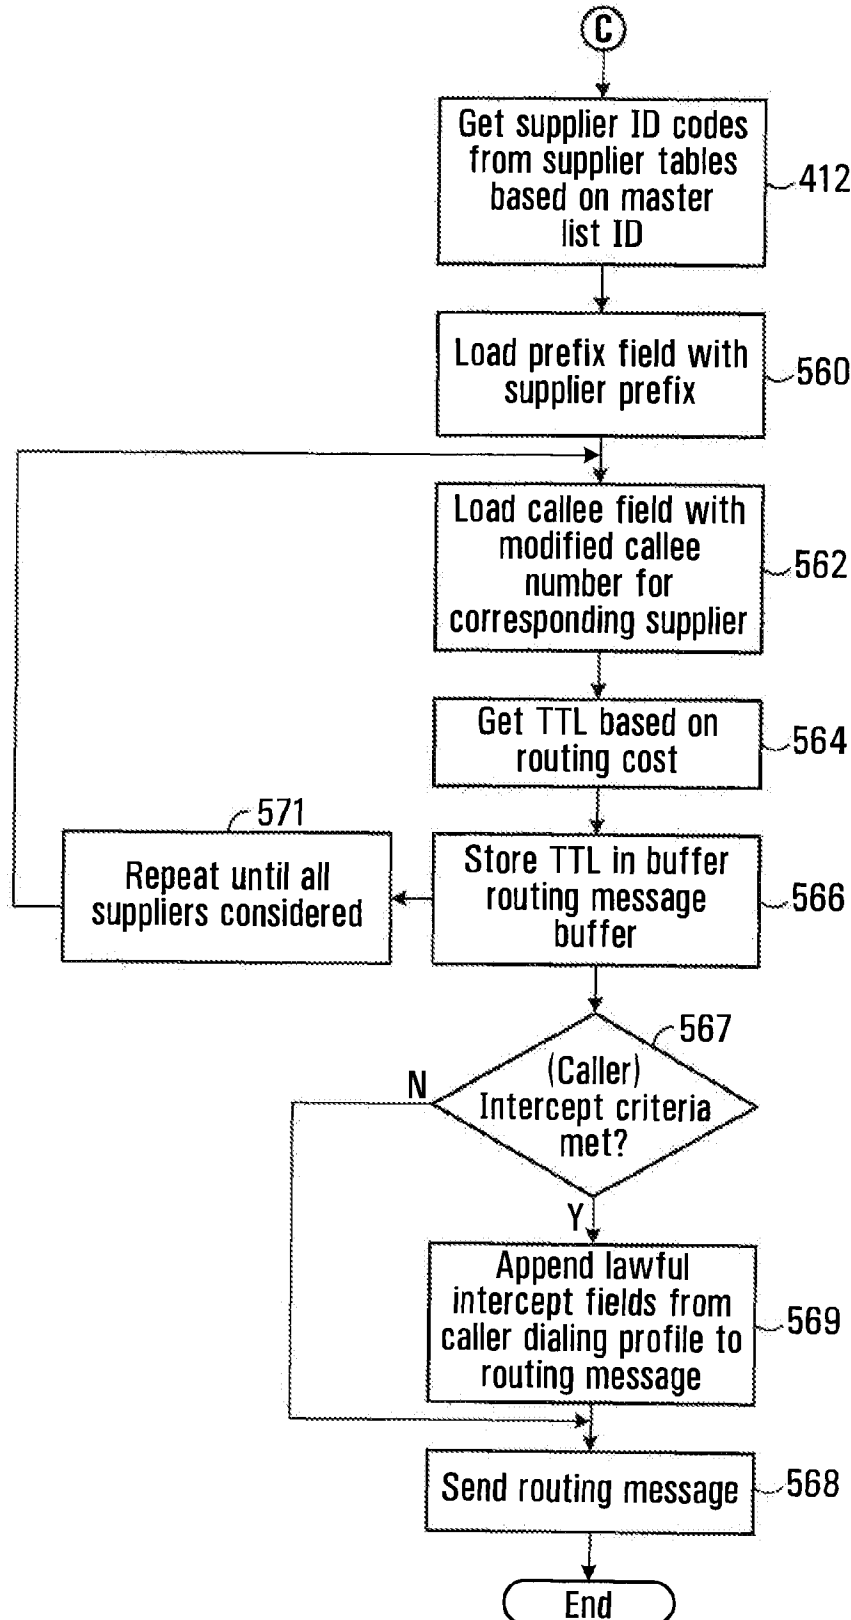 C
Get supplier ID codes
from supplier tables
based on master
list ID
412
Load prefix field with
supplier prefix
560
Load callee field with
modified callee
number for
corresponding supplier
562
Get TTL based on
routing cost
564
571
Repeat until all
suppliers considered
Store TTL in buffer
routing message
buffer
566
567
(Caller)
Intercept criteria
met?
N
Y
Append lawful
intercept fields from
caller dialing profile to
routing message
569
Send routing message
568
End